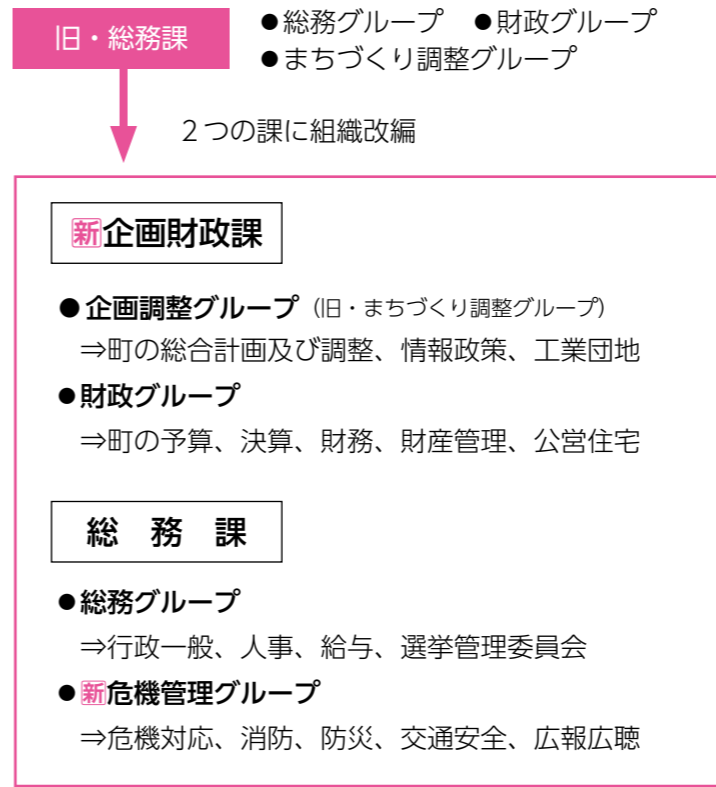 旧・総務課
●総務グループ ●財政グループ
●まちづくり調整グループ
２つの課に組織改編
新企画財政課
●企画調整グループ（旧・まちづくり調整グループ）
⇒町の総合計画及び調整、情報政策、工業団地
●財政グループ
⇒町の予算、決算、財務、財産管理、公営住宅
総 務 課
●総務グループ
⇒行政一般、人事、給与、選挙管理委員会
●新危機管理グループ
⇒危機対応、消防、防災、交通安全、広報広聴